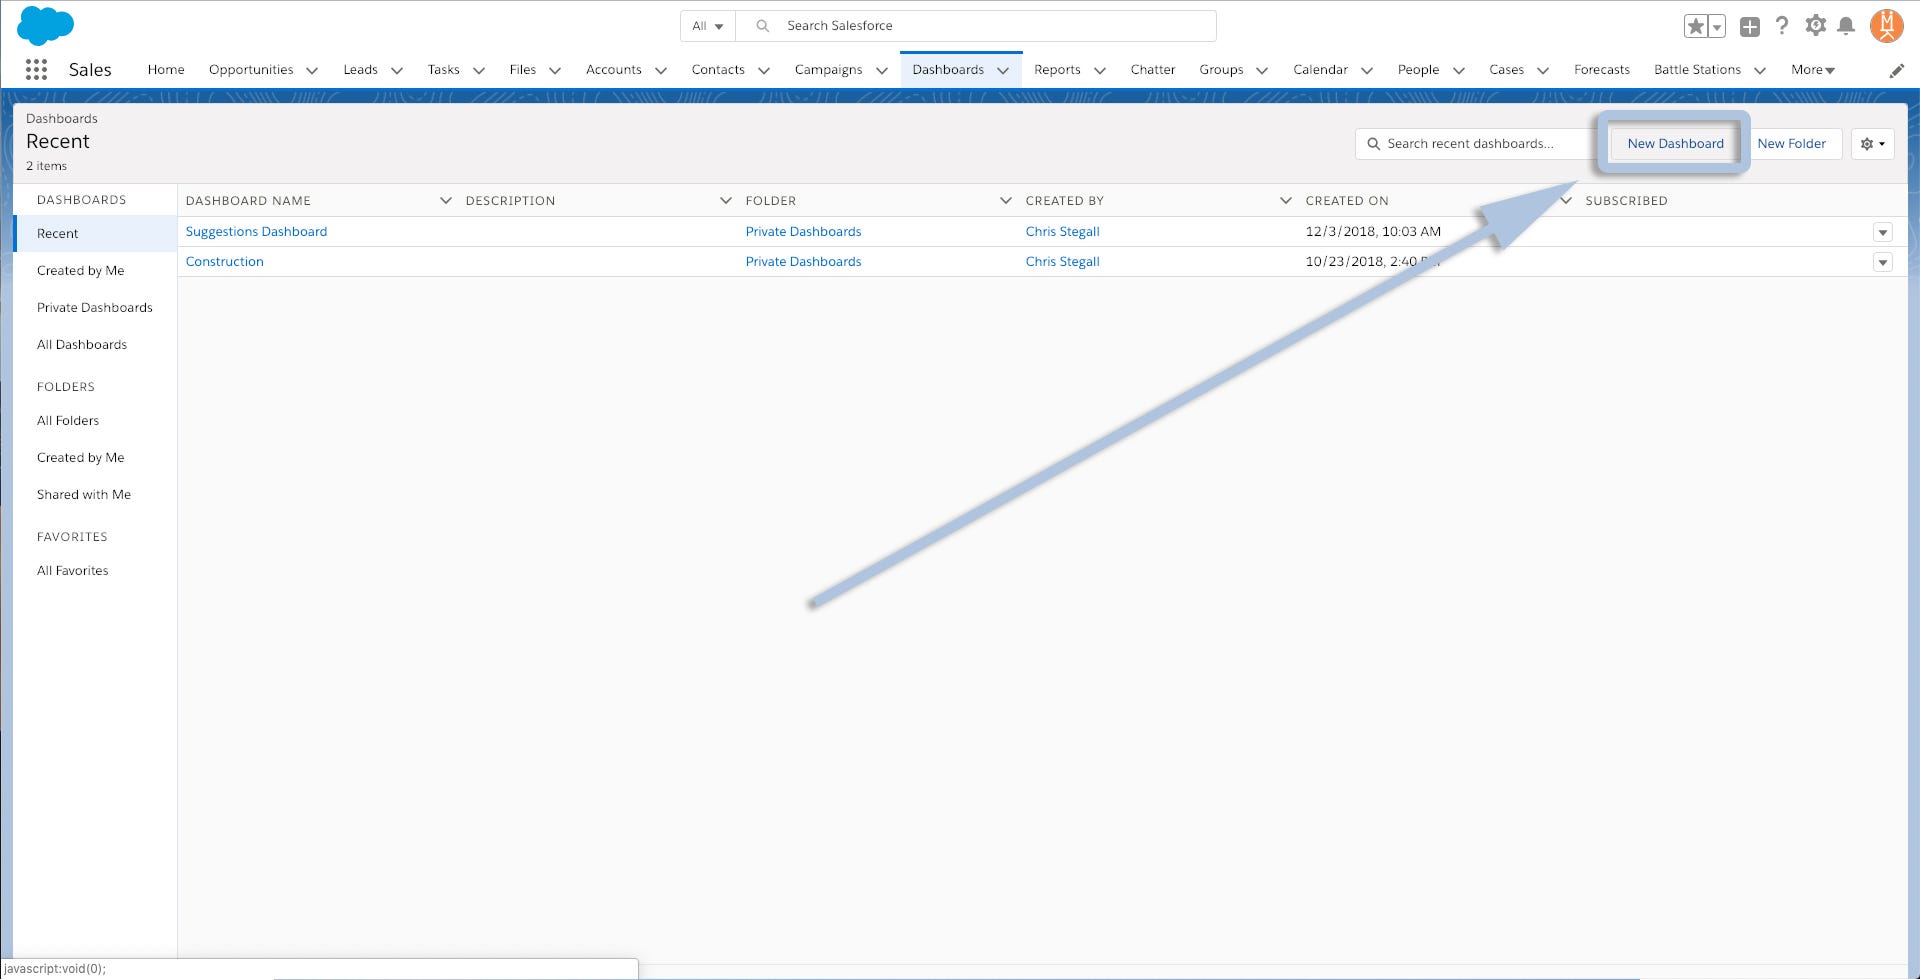 All
Search Salesforce
Sales Home Opportunities Leads Tasks Files Accounts Contacts Campaigns Dashboards Reports Chatter Groups Calendar People Cases Forecasts Battle Stations More
Dashboards
Recent
2 items
Search recent dashboards...
New Dashboard
New Folder
DASHBOARDS
Recent
Created by Me
Private Dashboards
All Dashboards
FOLDERS
All Folders
Created by Me
Shared with Me
FAVORITES
All Favorites
DASHBOARD NAME DESCRIPTION FOLDER CREATED BY CREATED ON SUBSCRIBED
Suggestions Dashboard Private Dashboards Chris Stegall 12/3/2018, 10:03 AM
Construction Private Dashboards Chris Stegall 10/23/2018, 2:40
javascript:void(0);